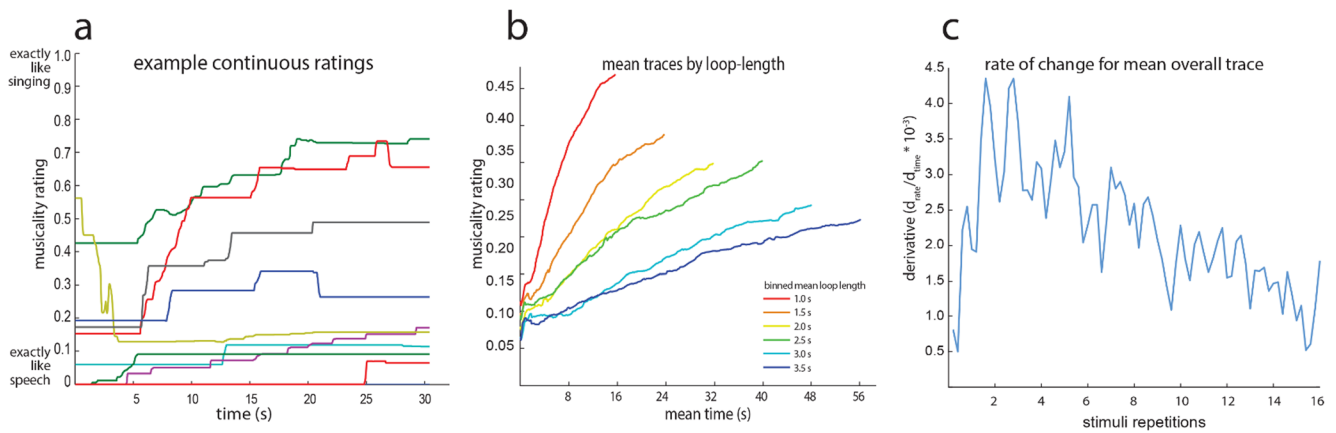 a
example continuous ratings
exactly
like
singing
1.0
0.9
0.8
0.7
0.6
0.5
0.4
0.3
0.2
0.1
0
exactly
like
speech
musicality rating
5
10
15
20
25
30
time (s)
b
mean traces by loop-length
0.45
0.40
0.35
0.30
0.25
0.20
0.15
0.10
0.05
musicality rating
binned mean loop length
1.0 s
1.5 s
2.0 s
2.5 s
3.0 s
3.5 s
8
16
24
32
40
48
56
mean time (s)
c
rate of change for mean overall trace
4.5
4.0
3.5
3.0
2.5
2.0
1.5
1.0
0.5
derivative (drate/dtime * 10-3)
2
4
6
8
10
12
14
16
stimuli repetitions